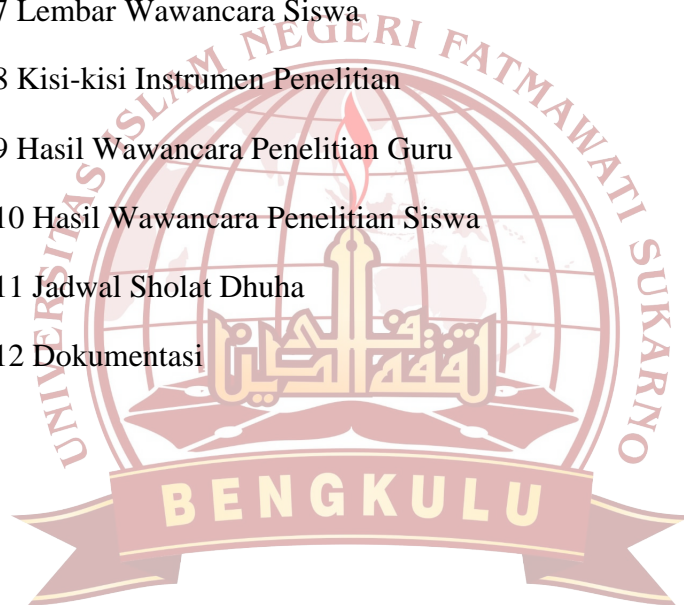 7 Lembar Wawancara Siswa
8 Kisi-kisi Instrumen Penelitian
9 Hasil Wawancara Penelitian Guru
10 Hasil Wawancara Penelitian Siswa
11 Jadwal Sholat Dhuha
12 Dokumentasi
UNIVERSITAS ISLAM NEGERI FATMAWATI SUKARNO
BENGKULU